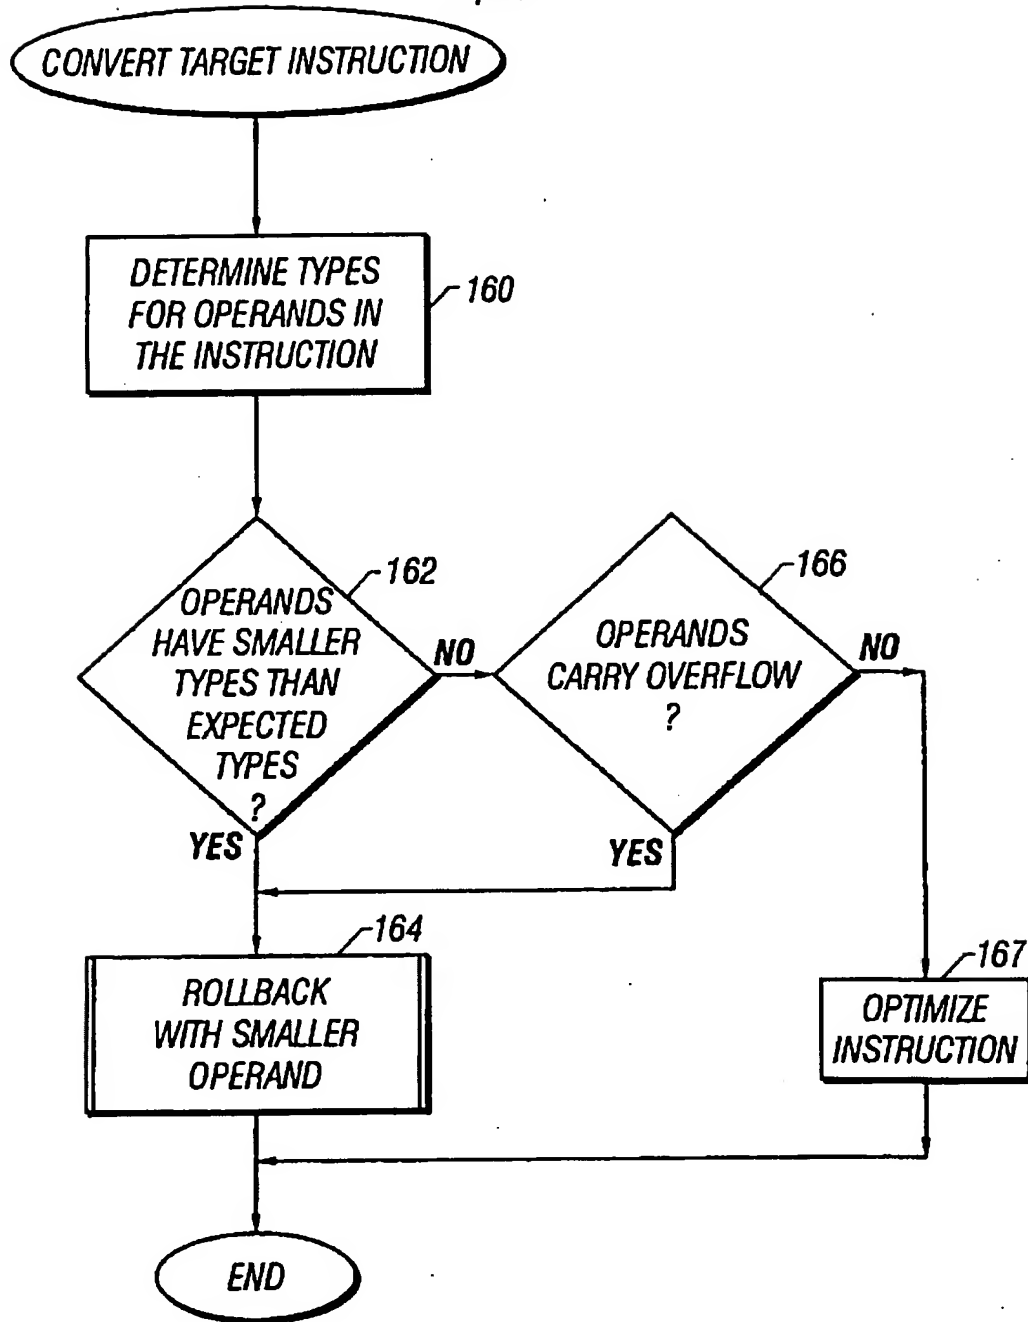 CONVERT TARGET INSTRUCTION
DETERMINE TYPES
FOR OPERANDS IN
THE INSTRUCTION
160
OPERANDS
HAVE SMALLER
TYPES THAN
EXPECTED
TYPES
?
162
NO
YES
OPERANDS
CARRY OVERFLOW
?
166
NO
YES
ROLLBACK
WITH SMALLER
OPERAND
164
OPTIMIZE
INSTRUCTION
167
END